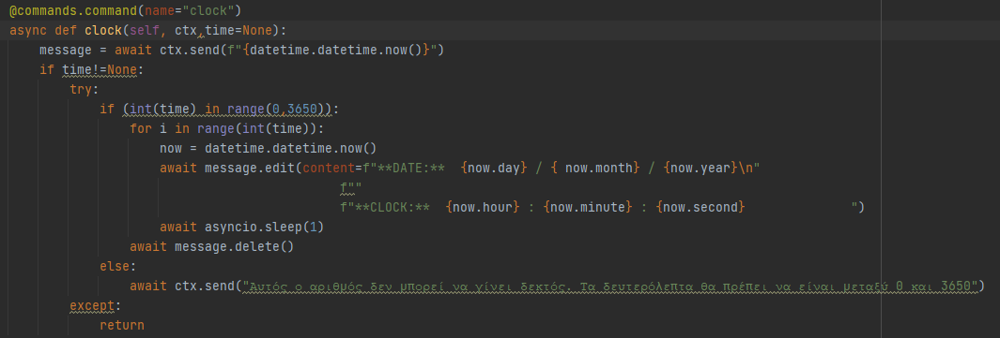 @commands.command(name="clock")
async def clock(self, ctx,time=None):
    message = await ctx.send(f"{datetime.datetime.now()}")
    if time!=None:
        try:
            if (int(time) in range(0,3650)):
                for i in range(int(time)):
                    now = datetime.datetime.now()
                    await message.edit(content=f"**DATE:**  {now.day} / { now.month} / {now.year}\n"
                                            f""
                                            f"**CLOCK:**  {now.hour} : {now.minute} : {now.second}              ")
                    await asyncio.sleep(1)
                await message.delete()
            else:
                await ctx.send("Αυτός ο αριθμός δεν μπορεί να γίνει δεκτός. Τα δευτερόλεπτα θα πρέπει να είναι μεταξύ 0 και 3650")
        except:
            return